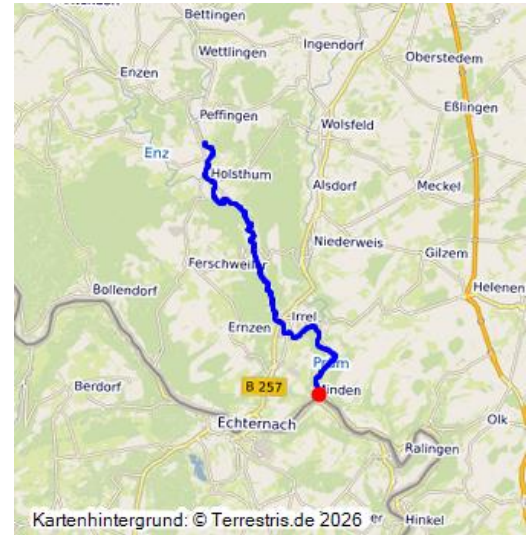 Bettingen
Wettlingen
Ingendorf
Oberstedem
Enzen
Eßlingen
Peffingen
Wolsfeld
Enz
Holsthum
Alsdorf
Meckel
Niederweis
Gilzem
Ferschweiler
Bollendorf
Helenen
Irrel
Ernzen
Prüm
B 257
Minden
Berdorf
Echternach
Olk
Ralingen
Hinkel
Kartenhintergrund: © Terrestris.de 2026